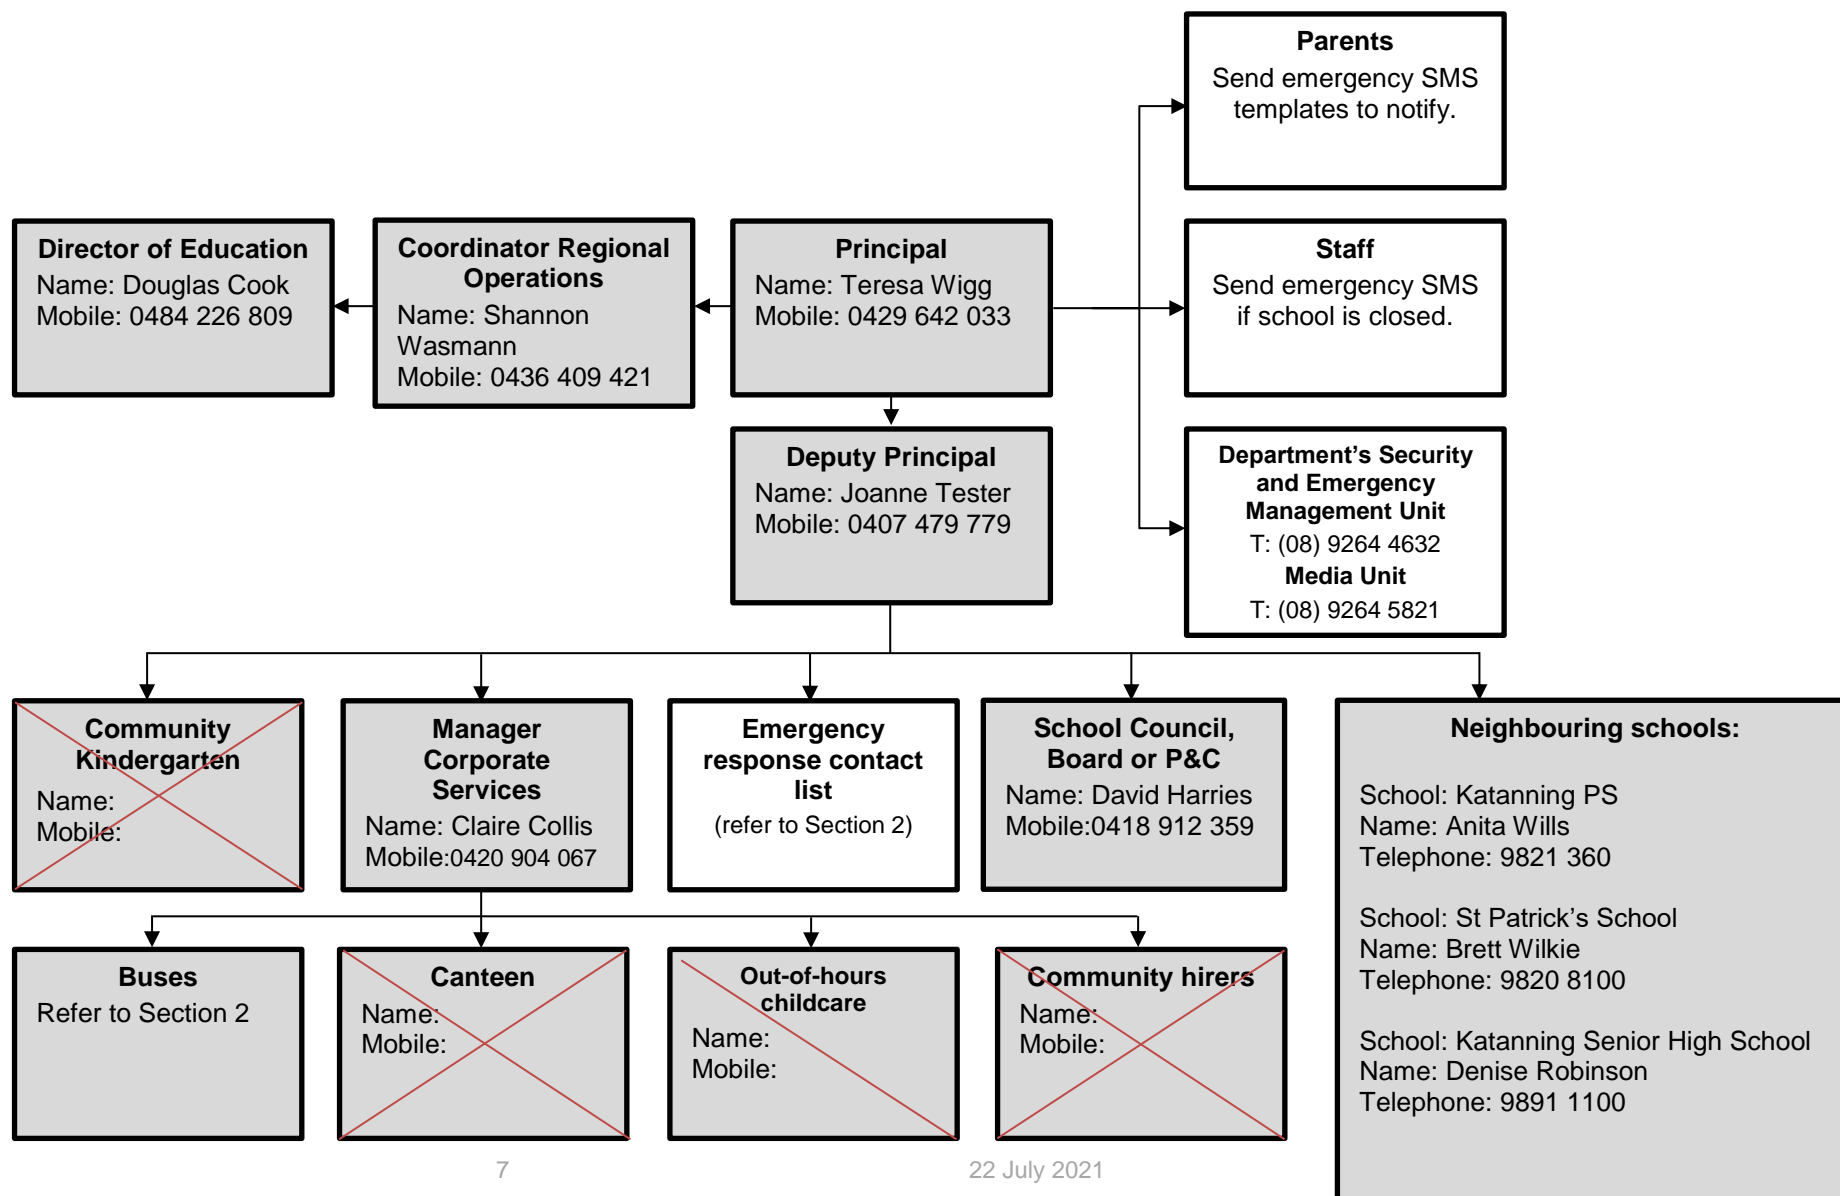 Parents
Send emergency SMS
templates to notify.
Director of Education
Name: Douglas Cook
Mobile: 0484 226 809
Coordinator Regional
Operations
Name: Shannon
Wasmann
Mobile: 0436 409 421
Principal
Name: Teresa Wigg
Mobile: 0429 642 033
Staff
Send emergency SMS
if school is closed.
Deputy Principal
Name: Joanne Tester
Mobile: 0407 479 779
Department’s Security
and Emergency
Management Unit
T: (08) 9264 4632
Media Unit
T: (08) 9264 5821
Community
Kindergarten
Name:
Mobile:
Manager
Corporate
Services
Name: Claire Collis
Mobile:0420 904 067
Emergency
response contact
list
(refer to Section 2)
School Council,
Board or P&C
Name: David Harries
Mobile:0418 912 359
Neighbouring schools:
School: Katanning PS
Name: Anita Wills
Telephone: 9821 360
School: St Patrick’s School
Name: Brett Wilkie
Telephone: 9820 8100
School: Katanning Senior High School
Name: Denise Robinson
Telephone: 9891 1100
Buses
Refer to Section 2
Canteen
Name:
Mobile:
Out-of-hours
childcare
Name:
Mobile:
Community hirers
Name:
Mobile:
7
22 July 2021